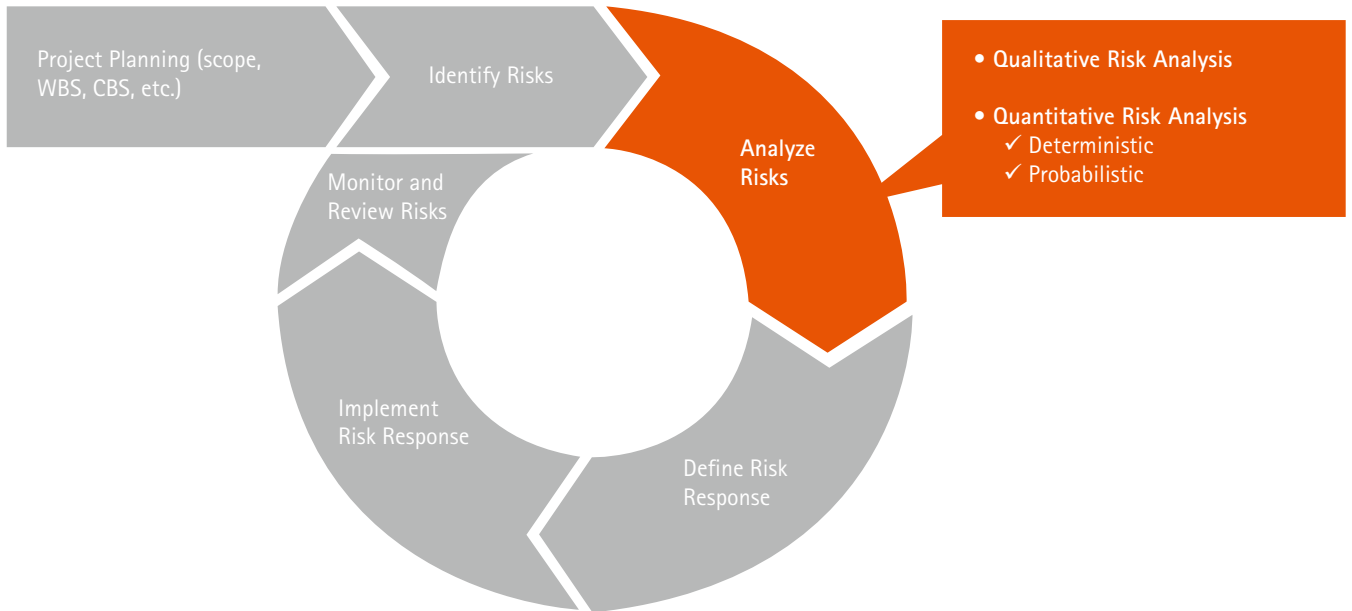 Project Planning (scope,
WBS, CBS, etc.)
Identify Risks
Analyze
Risks
• Qualitative Risk Analysis
• Quantitative Risk Analysis
✓ Deterministic
✓ Probabilistic
Define Risk
Response
Implement
Risk Response
Monitor and
Review Risks